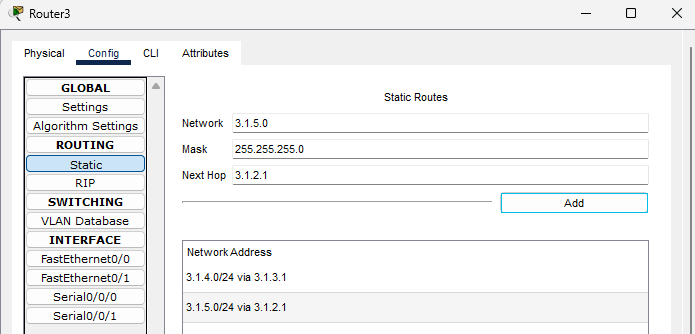 Router3
Physical Config CLI Attributes
GLOBAL
Settings
Algorithm Settings
ROUTING
Static
RIP
SWITCHING
VLAN Database
INTERFACE
FastEthernet0/0
FastEthernet0/1
Serial0/0/0
Serial0/0/1
Static Routes
Network 3.1.5.0
Mask 255.255.255.0
Next Hop 3.1.2.1
Add
Network Address
3.1.4.0/24 via 3.1.3.1
3.1.5.0/24 via 3.1.2.1